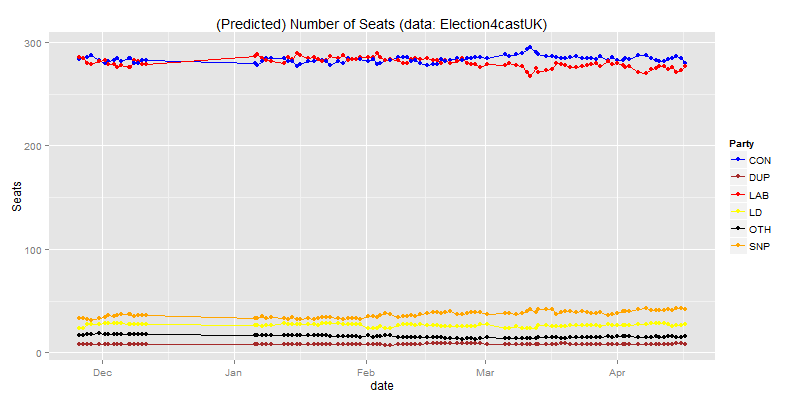 (Predicted) Number of Seats (data: Election4castUK)
300
200
100
0
Seats
Dec Jan Feb Mar Apr
date
Party
CON
DUP
LAB
LD
OTH
SNP